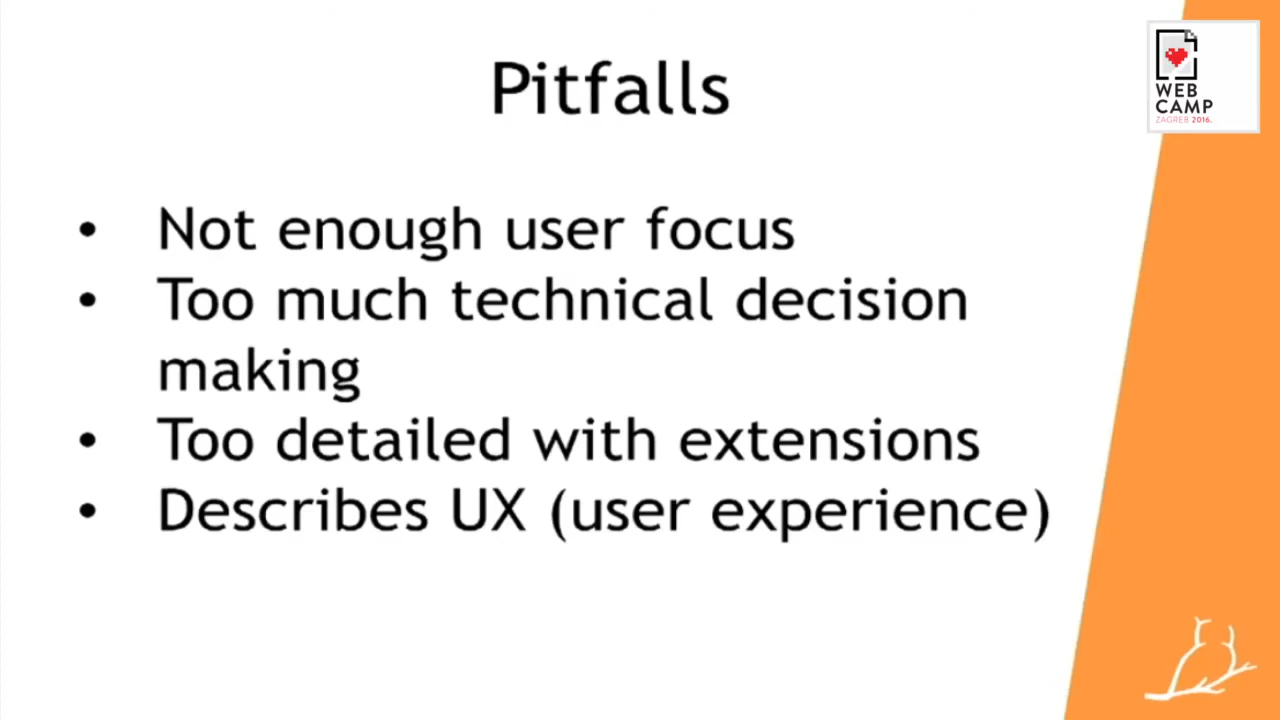 Pitfalls
WEB
CAMP
ZAGREB 2016.
• Not enough user focus
• Too much technical decision
making
• Too detailed with extensions
• Describes UX (user experience)